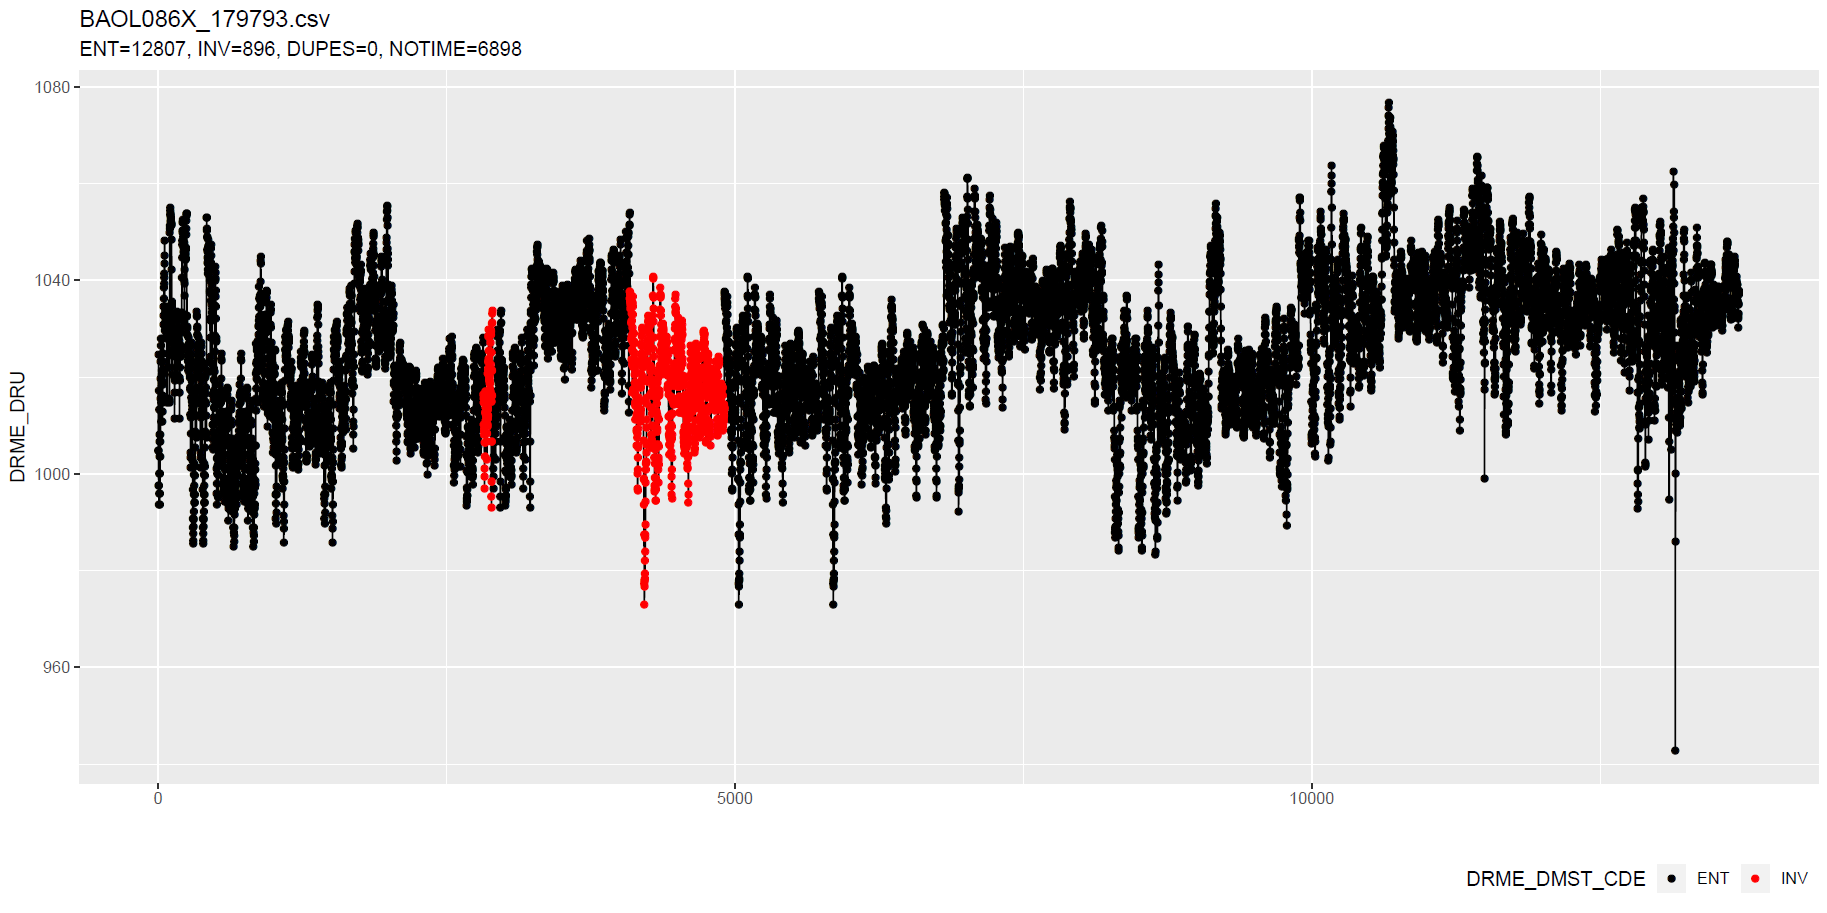 BAOL086X_179793.csv
ENT=12807, INV=896, DUPES=0, NOTIME=6898
1080
1040
1000
960
DRME_DRU
0 5000 10000
DRME_DMST_CDE ENT INV